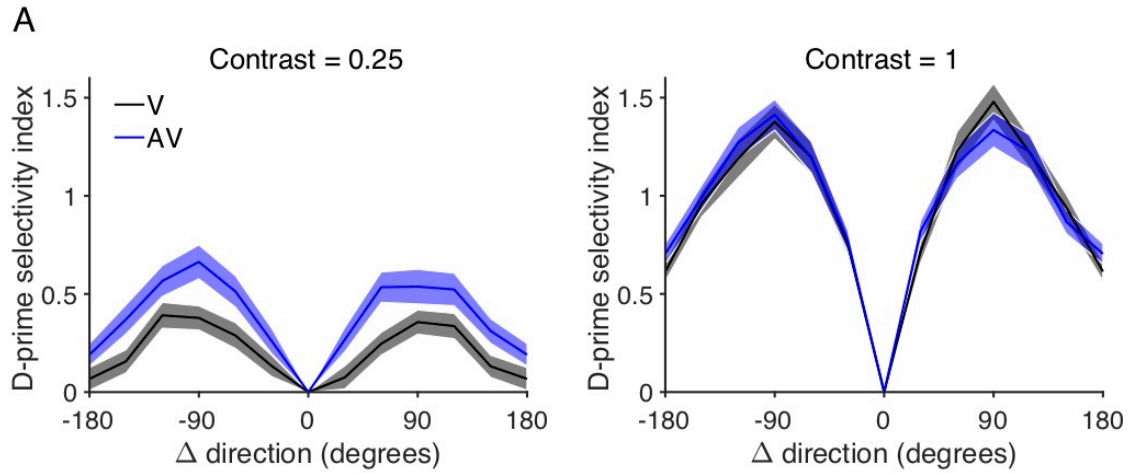 A
Contrast = 0.25
D-prime selectivity index
1.5
1
0.5
0
V
AV
-180
-90
0
90
180
Δ direction (degrees)
Contrast = 1
D-prime selectivity index
1.5
1
0.5
0
-180
-90
0
90
180
Δ direction (degrees)